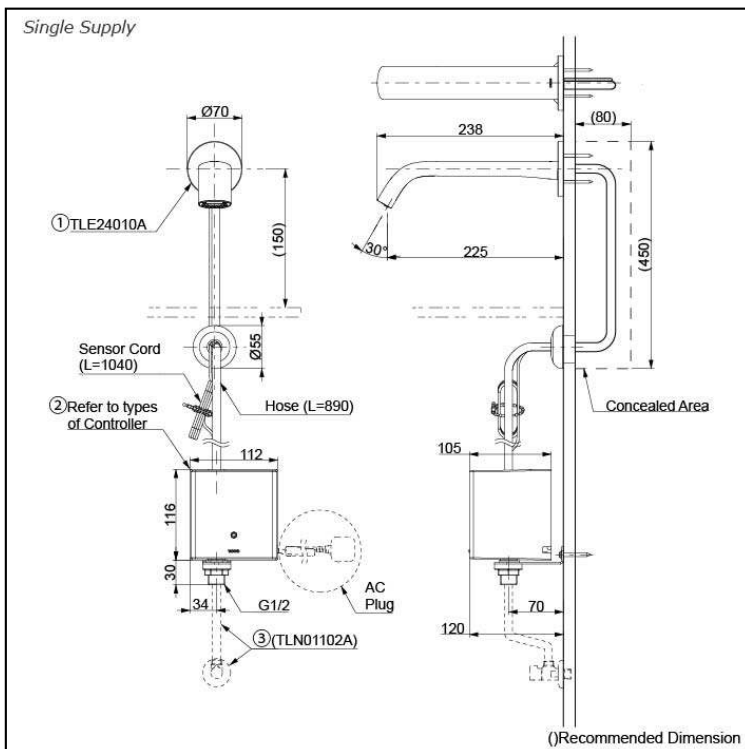 Single Supply
(80)
Ø70
238
①TLE24010A
(150)
30°
225
(450)
Ø55
Sensor Cord
(L=1040)
Hose (L=890)
Concealed Area
②Refer to types
of Controller
112
105
116
30
34
G1/2
AC
Plug
70
120
③(TLN01102A)
()Recommended Dimension